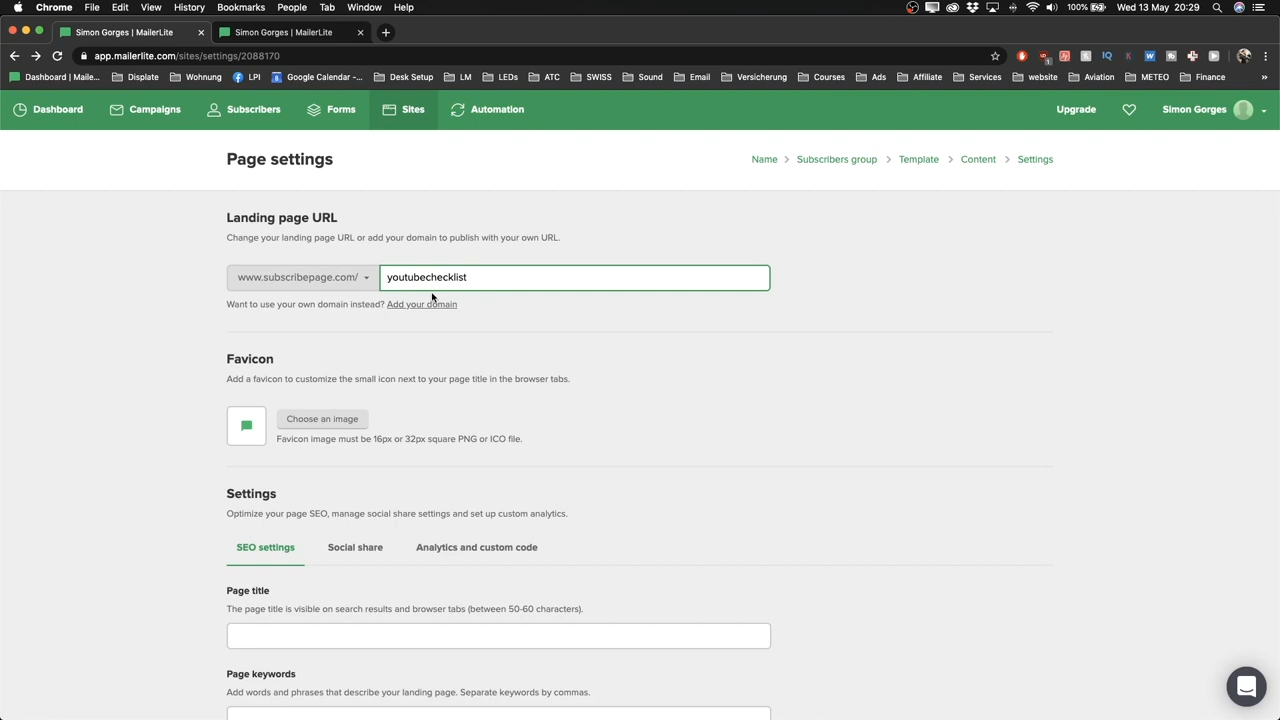 Chrome File Edit View History Bookmarks People Tab Window Help 100% Wed 13 May 20:29
Simon Gorges | MailerLite Simon Gorges | MailerLite
app.mailerlite.com/sites/settings/2088170
Dashboard | Maile... Displate Wohnung LPI Google Calendar -... Desk Setup LM LEDs ATC SWISS Sound Email Versicherung Courses Ads Affiliate Services Websites Aviation METEO Finance »
Dashboard Campaigns Subscribers Forms Sites Automation Upgrade Simon Gorges
Page settings Name > Subscribers group > Template > Content > Settings
Landing page URL
Change your landing page URL or add your domain to publish with your own URL.
www.subscribepage.com/ youtubechecklist
Want to use your own domain instead? Add your domain
Favicon
Add a favicon to customize the small icon next to your page title in the browser tabs.
Choose an image
Favicon image must be 16px or 32px square PNG or ICO file.
Settings
Optimize your page SEO, manage social share settings and set up custom analytics.
SEO settings Social share Analytics and custom code
Page title
The page title is visible on search results and browser tabs (between 50-60 characters).
Page keywords
Add words and phrases that describe your landing page. Separate keywords by commas.